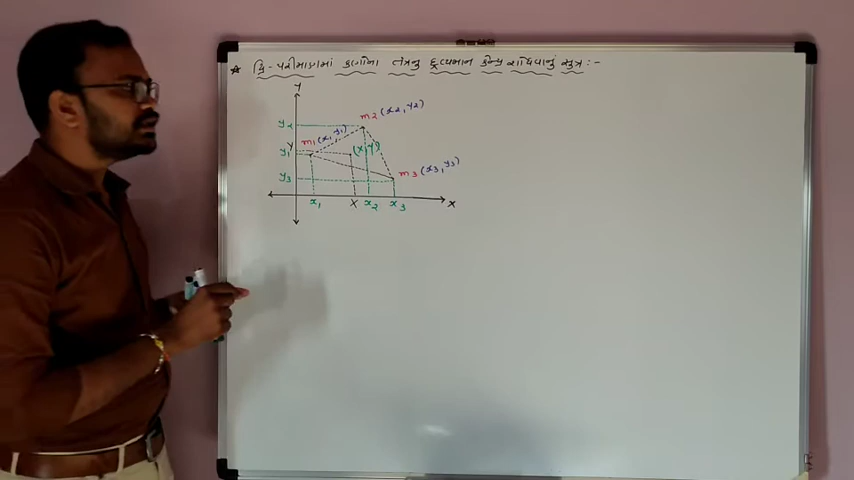 * દ્વિ-પરીમાણમાં કણોના તંત્રનુ દ્રવ્યમાન કેન્દ્ર શોધવાનું સુત્ર :-
Y
y2 m2 (x2, y2)
m1 (x1, y1)
Y (X, Y)
y1
m3 (x3, y3)
y3
x1 X x2 x3 X